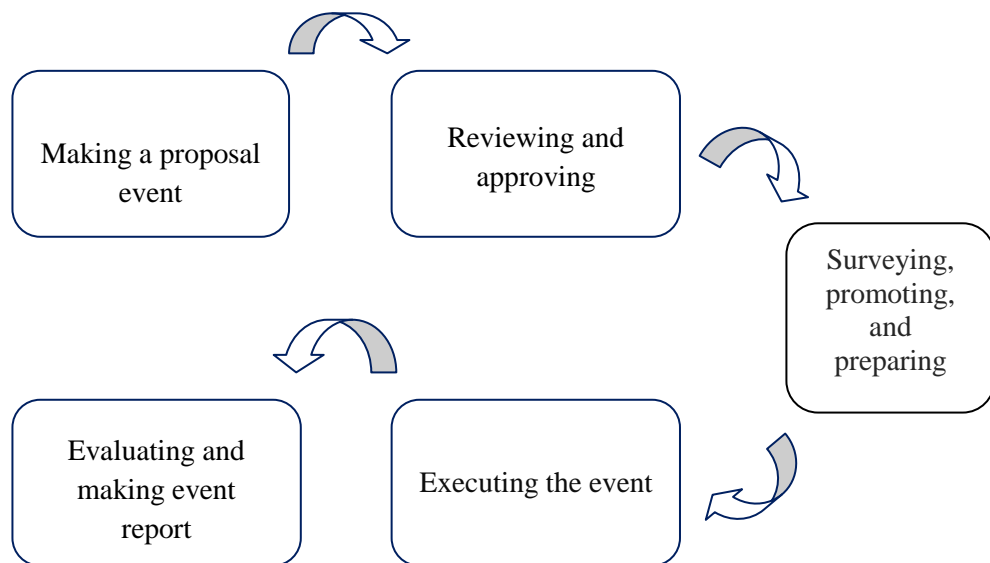 Making a proposal
event
Reviewing and
approving
Surveying,
promoting,
and
preparing
Executing the event
Evaluating and
making event
report